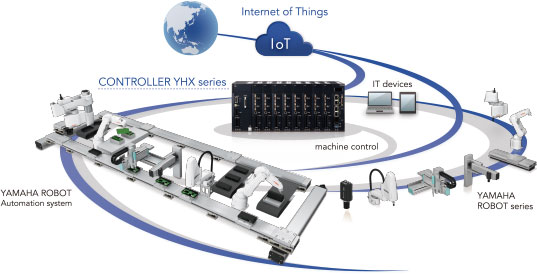 Internet of Things
IoT
CONTROLLER YHX series
IT devices
machine control
YAMAHA ROBOT
Automation system
YAMAHA
ROBOT series